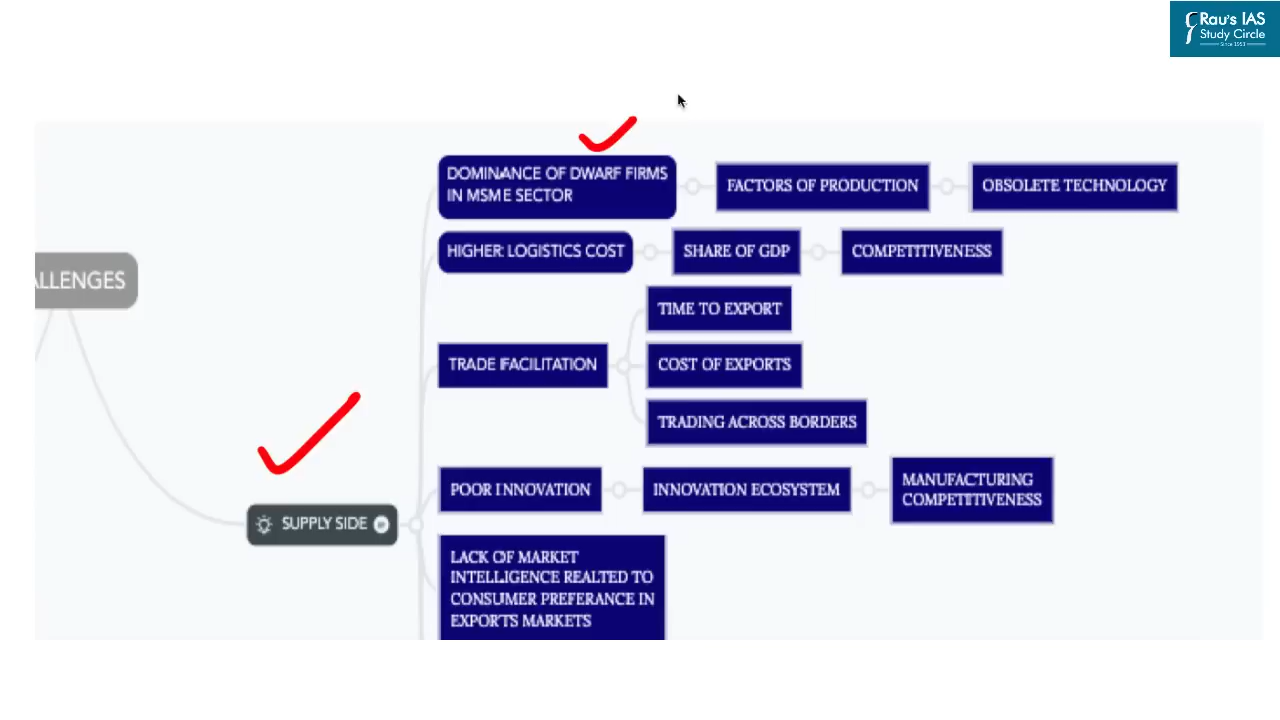 Rau's IAS
Study Circle
Since 1953
DOMINANCE OF DWARF FIRMS
IN MSME SECTOR
FACTORS OF PRODUCTION
OBSOLETE TECHNOLOGY
HIGHER LOGISTICS COST
SHARE OF GDP
COMPETITIVENESS
ALLENGES
TIME TO EXPORT
TRADE FACILITATION
COST OF EXPORTS
TRADING ACROSS BORDERS
POOR INNOVATION
INNOVATION ECOSYSTEM
MANUFACTURING
COMPETITIVENESS
SUPPLY SIDE
LACK OF MARKET
INTELLIGENCE REALTED TO
CONSUMER PREFERANCE IN
EXPORTS MARKETS